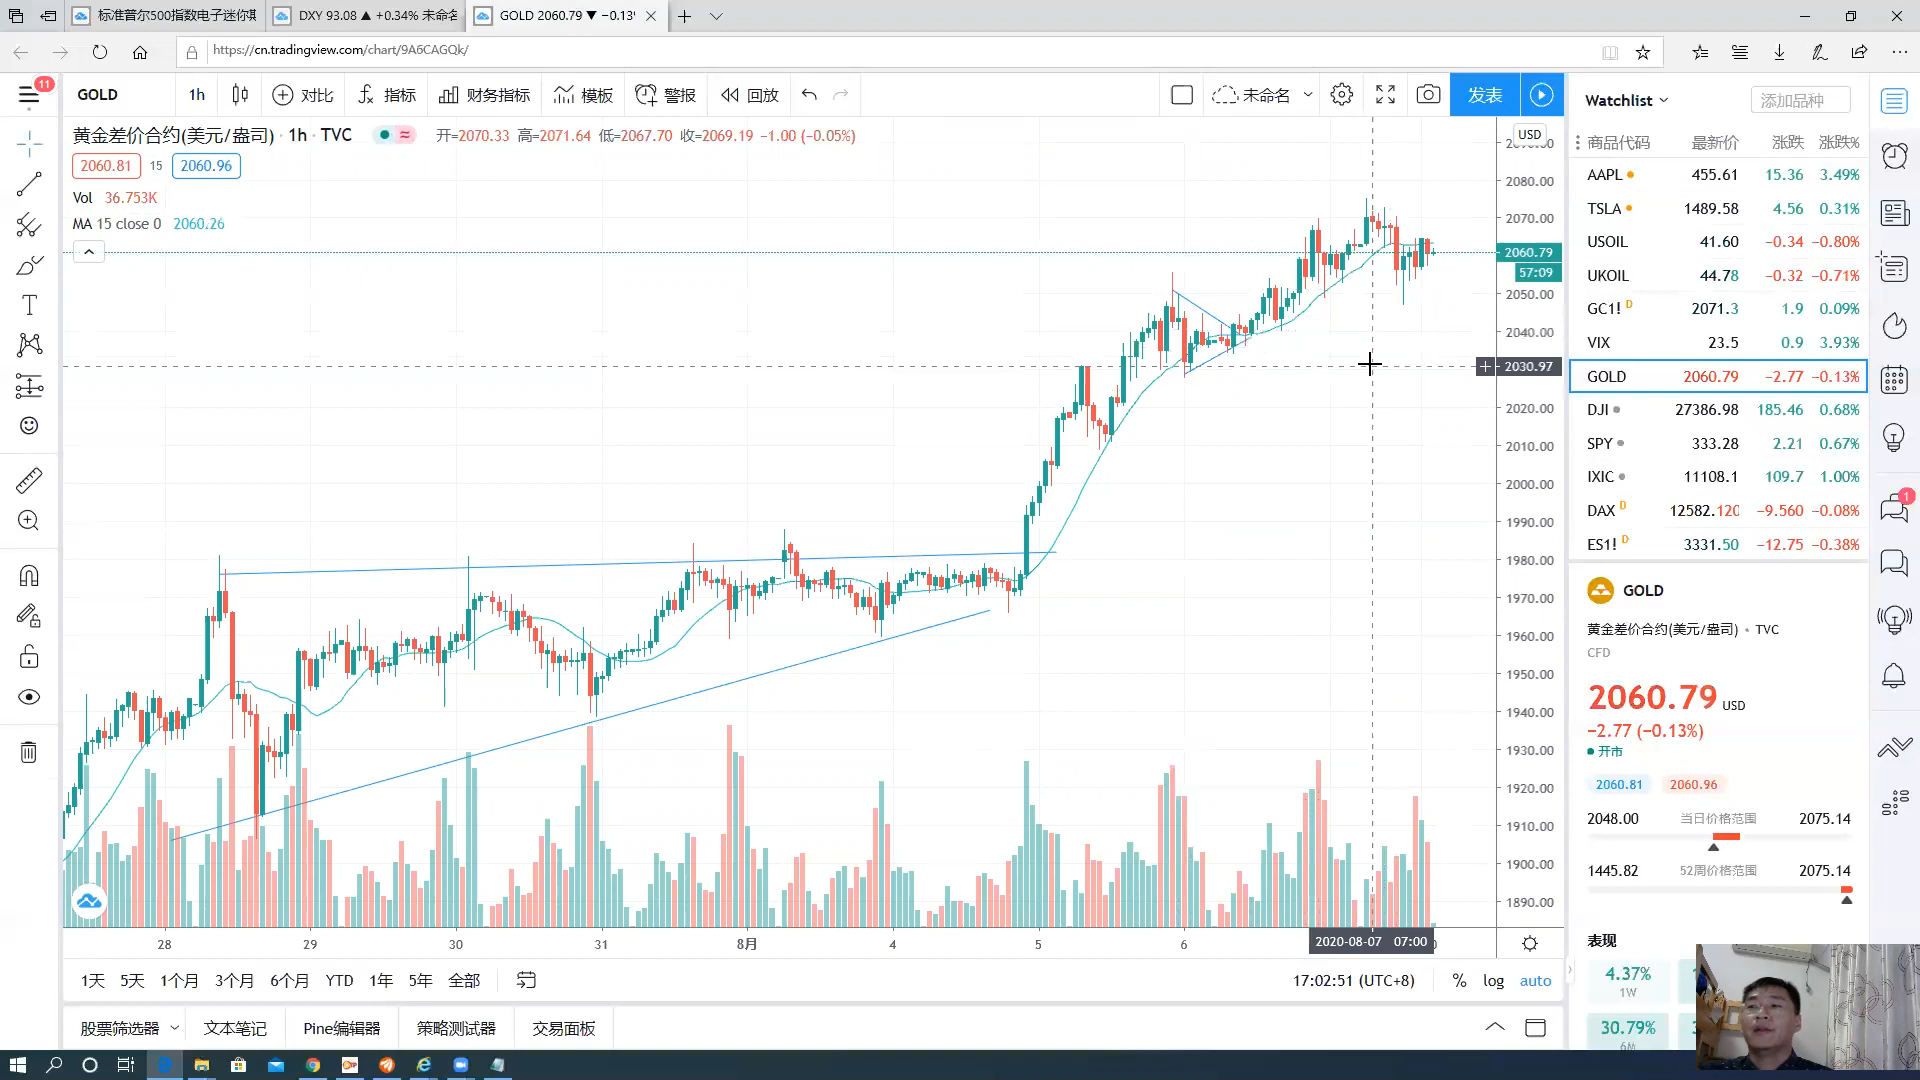 标准普尔500指数电子迷你期
DXY 93.08 ▲ +0.34% 未命名
GOLD 2060.79 ▼ −0.13%
https://cn.tradingview.com/chart/9A6CAGQk/
11
GOLD
1h
对比
指标
财务指标
模板
警报
回放
未命名
发表
黄金差价合约(美元/盎司) · 1h · TVC
开=2070.33 高=2071.64 低=2067.70 收=2069.19 −1.00 (−0.05%)
2060.81 15 2060.96
Vol 36.753K
MA 15 close 0 2060.26
USD
2080.00
2070.00
2060.79
57:09
2050.00
2040.00
2030.97
2020.00
2010.00
2000.00
1990.00
1980.00
1970.00
1960.00
1950.00
1940.00
1930.00
1920.00
1910.00
1900.00
1890.00
28 29 30 31 8月 4 5 6
2020-08-07 07:00
1天 5天 1个月 3个月 6个月 YTD 1年 5年 全部
17:02:51 (UTC+8) % log auto
股票筛选器 文本笔记 Pine编辑器 策略测试器 交易面板
Watchlist
添加品种
商品代码 最新价 涨跌 涨跌%
AAPL 455.61 15.36 3.49%
TSLA 1489.58 4.56 0.31%
USOIL 41.60 −0.34 −0.80%
UKOIL 44.78 −0.32 −0.71%
GC1! D 2071.3 1.9 0.09%
VIX 23.5 0.9 3.93%
GOLD 2060.79 −2.77 −0.13%
DJI 27386.98 185.46 0.68%
SPY 333.28 2.21 0.67%
IXIC 11108.1 109.7 1.00%
DAX D 12582.120 −9.560 −0.08%
ES1! D 3331.50 −12.75 −0.38%
GOLD
黄金差价合约(美元/盎司) • TVC
CFD
2060.79 USD
−2.77 (−0.13%)
开市
2060.81 2060.96
2048.00 当日价格范围 2075.14
1445.82 52周价格范围 2075.14
表现
4.37%
1W
30.79%
6M
1